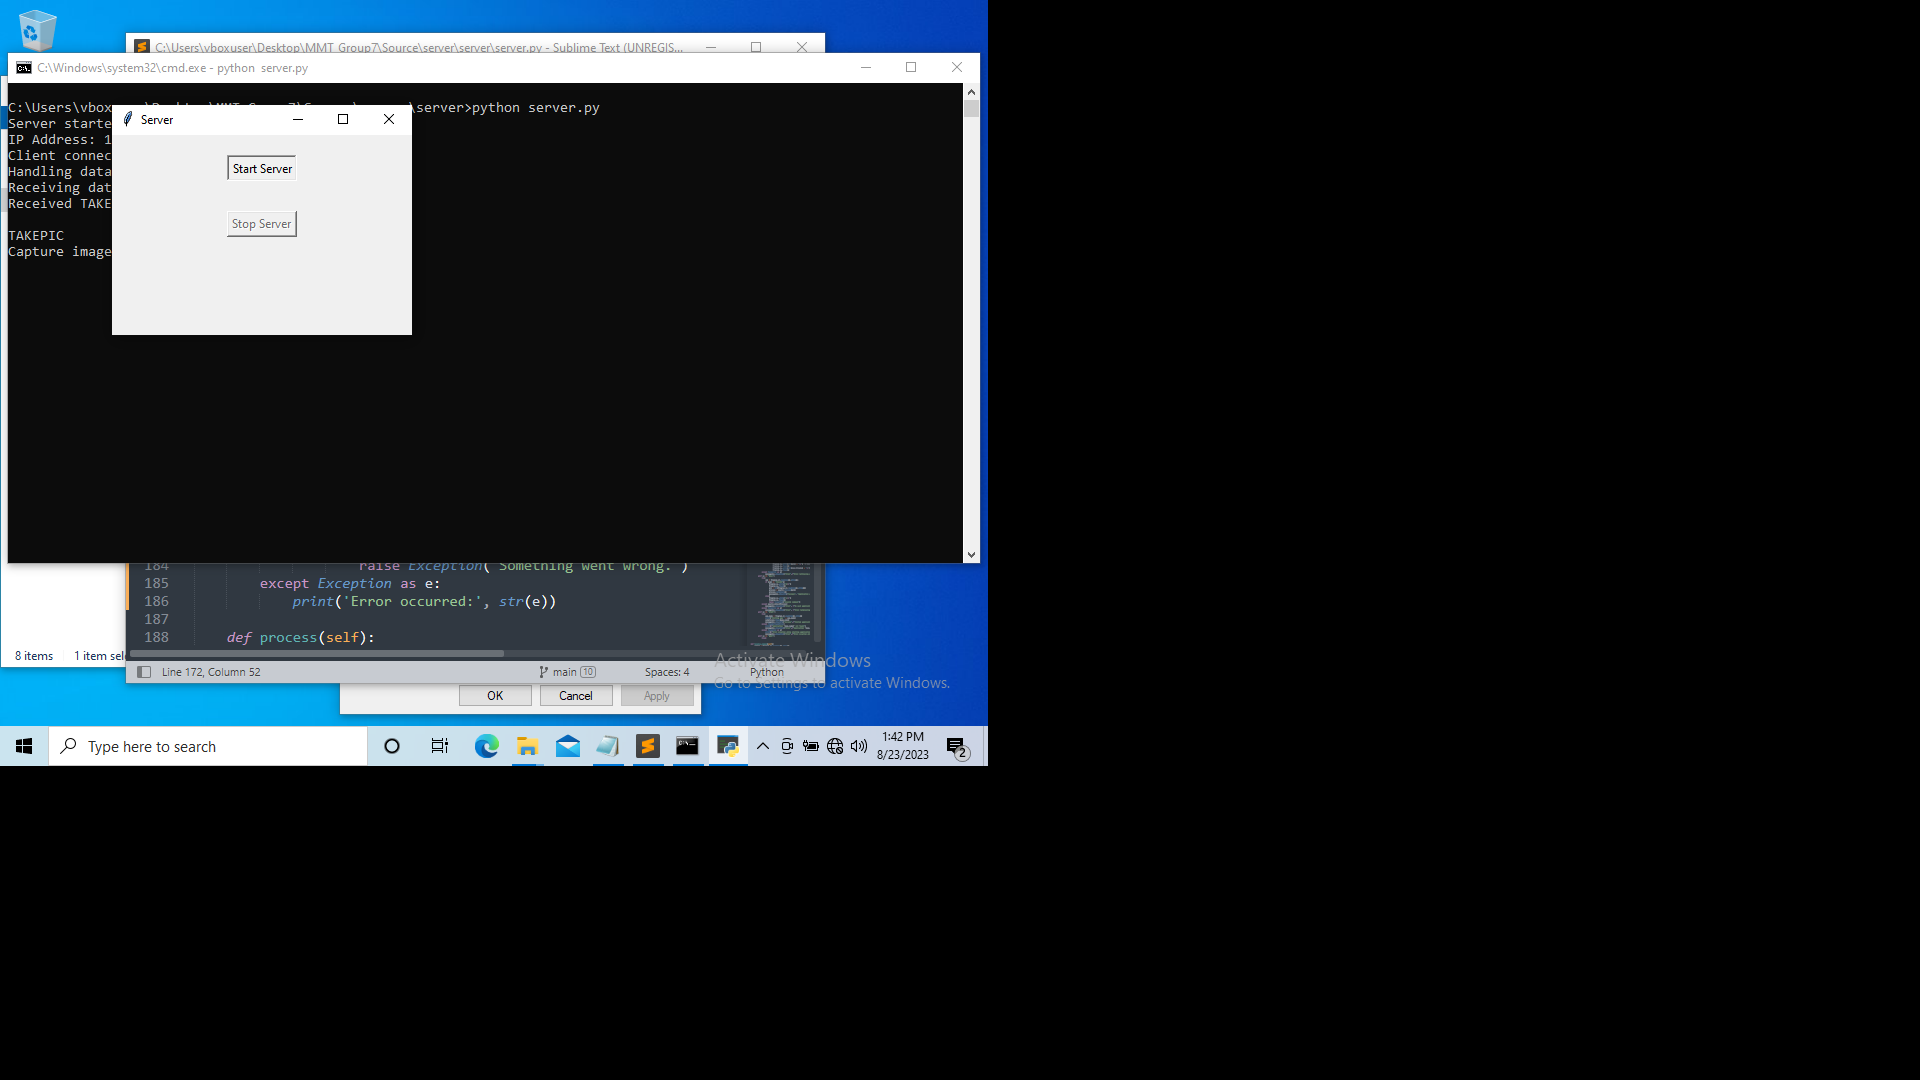 C:\Users\vboxuser\Desktop\MMT_Group7\Source\server\server\server.py - Sublime Text (UNREGIS...
C:\Windows\system32\cmd.exe - python  server.py
C:\Users\vbox \server>python server.py
Server starte
IP Address: 1
Client connec
Handling data
Receiving dat
Received TAKE
TAKEPIC
Capture image
Server
Start Server
Stop Server
184 raise Exception('Something went wrong.')
185 except Exception as e:
186 print('Error occurred:', str(e))
187
188 def process(self):
8 items 1 item sel
Line 172, Column 52 main 10 Spaces: 4 Python
Activate Windows
Go to Settings to activate Windows.
OK Cancel Apply
Type here to search
1:42 PM
8/23/2023
2